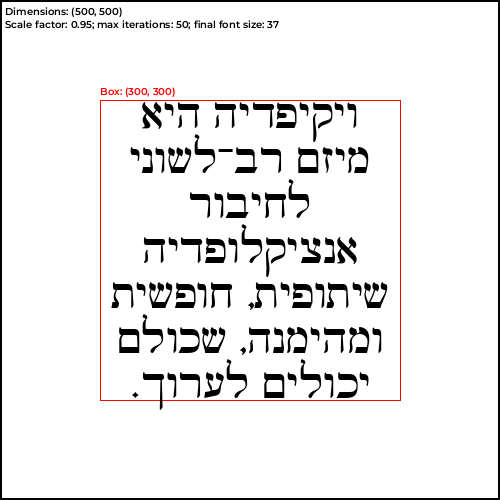 Dimensions: (500, 500)
Scale factor: 0.95; max iterations: 50; final font size: 37
Box: (300, 300)
ויקיפדיה היא
מיזם רב־לשוני
לחיבור
אנציקלופדיה
שיתופית, חופשית
ומהימנה, שכולם
יכולים לערוך.